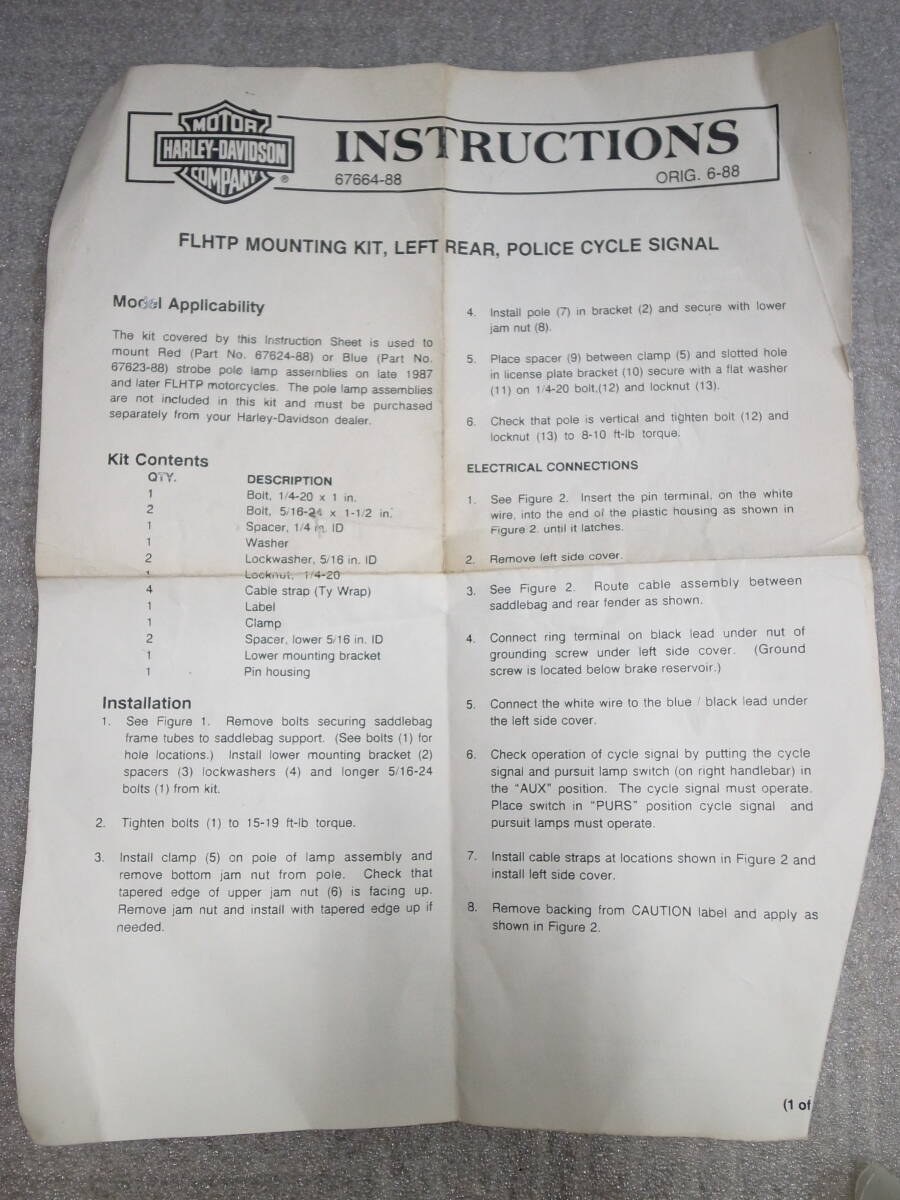 MOTOR
HARLEY-DAVIDSON
COMPANY
®
INSTRUCTIONS
67664-88
ORIG. 6-88
FLHTP MOUNTING KIT, LEFT REAR, POLICE CYCLE SIGNAL
Model Applicability
The kit covered by this Instruction Sheet is used to
mount Red (Part No. 67624-88) or Blue (Part No.
67623-88) strobe pole lamp assemblies on late 1987
and later FLHTP motorcycles. The pole lamp assemblies
are not included in this kit and must be purchased
separately from your Harley-Davidson dealer.
Kit Contents
QTY. DESCRIPTION
1 Bolt, 1/4-20 x 1 in.
2 Bolt, 5/16-24 x 1-1/2 in.
1 Spacer, 1/4 in. ID
1 Washer
2 Lockwasher, 5/16 in. ID
1 Locknut, 1/4-20
4 Cable strap (Ty Wrap)
1 Label
1 Clamp
2 Spacer, lower 5/16 in. ID
1 Lower mounting bracket
1 Pin housing
Installation
1. See Figure 1. Remove bolts securing saddlebag
frame tubes to saddlebag support. (See bolts (1) for
hole locations.) Install lower mounting bracket (2)
spacers (3) lockwashers (4) and longer 5/16-24
bolts (1) from kit.
2. Tighten bolts (1) to 15-19 ft-lb torque.
3. Install clamp (5) on pole of lamp assembly and
remove bottom jam nut from pole. Check that
tapered edge of upper jam nut (6) is facing up.
Remove jam nut and install with tapered edge up if
needed.
4. Install pole (7) in bracket (2) and secure with lower
jam nut (8).
5. Place spacer (9) between clamp (5) and slotted hole
in license plate bracket (10) secure with a flat washer
(11) on 1/4-20 bolt,(12) and locknut (13).
6. Check that pole is vertical and tighten bolt (12) and
locknut (13) to 8-10 ft-lb torque.
ELECTRICAL CONNECTIONS
1. See Figure 2. Insert the pin terminal, on the white
wire, into the end of the plastic housing as shown in
Figure 2. until it latches.
2. Remove left side cover.
3. See Figure 2. Route cable assembly between
saddlebag and rear fender as shown.
4. Connect ring terminal on black lead under nut of
grounding screw under left side cover. (Ground
screw is located below brake reservoir.)
5. Connect the white wire to the blue / black lead under
the left side cover.
6. Check operation of cycle signal by putting the cycle
signal and pursuit lamp switch (on right handlebar) in
the "AUX" position. The cycle signal must operate.
Place switch in "PURS" position cycle signal and
pursuit lamps must operate.
7. Install cable straps at locations shown in Figure 2 and
install left side cover.
8. Remove backing from CAUTION label and apply as
shown in Figure 2.
(1 of